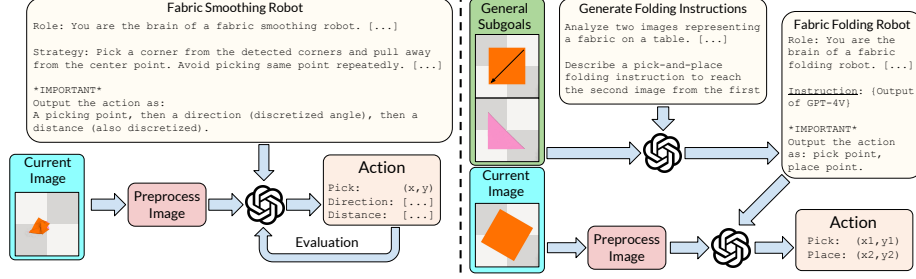 Fabric Smoothing Robot
Role: You are the brain of a fabric smoothing robot. [...]
Strategy: Pick a corner from the detected corners and pull away
from the center point. Avoid picking same point repeatedly. [...]
*IMPORTANT*
Output the action as:
A picking point, then a direction (discretized angle), then a
distance (also discretized).
Current
Image
Preprocess
Image
Action
Pick: (x,y)
Direction: [...]
Distance: [...]
Evaluation
General
Subgoals
Generate Folding Instructions
Analyze two images representing
a fabric on a table. [...]
Describe a pick-and-place
folding instruction to reach
the second image from the first
Fabric Folding Robot
Role: You are the
brain of a fabric
folding robot. [...]
Instruction: {Output
of GPT-4V}
*IMPORTANT*
Output the action
as: pick point,
place point.
Current
Image
Preprocess
Image
Action
Pick: (x1,y1)
Place: (x2,y2)